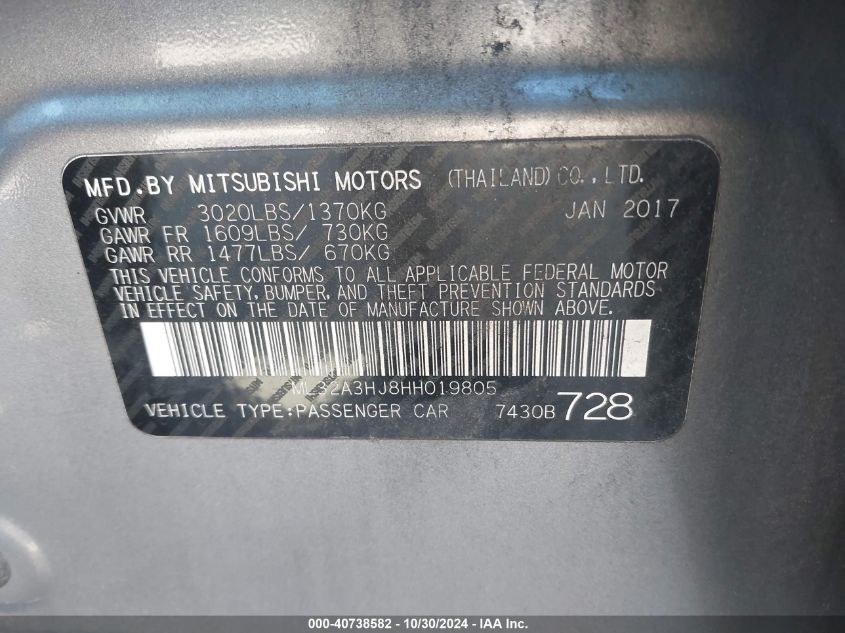 MFD.BY MITSUBISHI MOTORS (THAILAND) CO., LTD.
GVWR 3020LBS/1370KG JAN 2017
GAWR FR 1609LBS/ 730KG
GAWR RR 1477LBS/ 670KG
THIS VEHICLE CONFORMS TO ALL APPLICABLE FEDERAL MOTOR
VEHICLE SAFETY, BUMPER, AND THEFT PREVENTION STANDARDS
IN EFFECT ON THE DATE OF MANUFACTURE SHOWN ABOVE.
ML32A3HJ8HH019805
VEHICLE TYPE:PASSENGER CAR 7430B 728
000-40738582 - 10/30/2024 - IAA Inc.